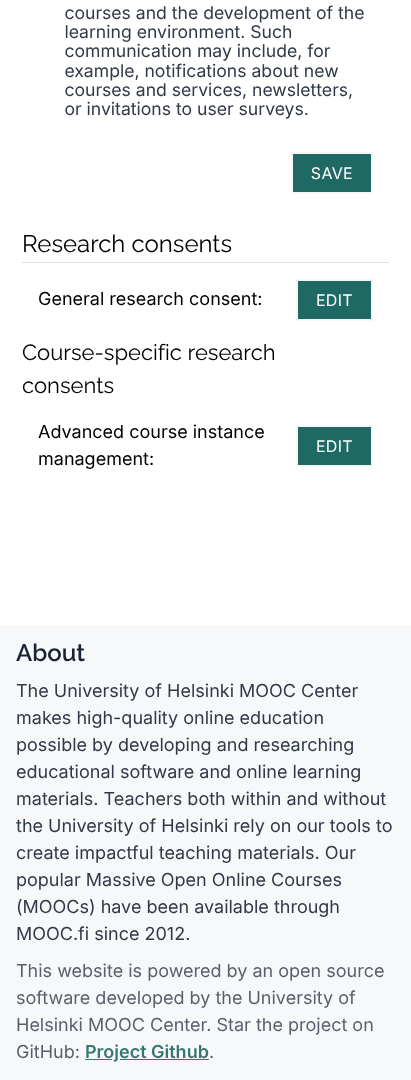 courses and the development of the
learning environment. Such
communication may include, for
example, notifications about new
courses and services, newsletters,
or invitations to user surveys.
SAVE
Research consents
General research consent:
EDIT
Course-specific research
consents
Advanced course instance
management:
EDIT
About
The University of Helsinki MOOC Center
makes high-quality online education
possible by developing and researching
educational software and online learning
materials. Teachers both within and without
the University of Helsinki rely on our tools to
create impactful teaching materials. Our
popular Massive Open Online Courses
(MOOCs) have been available through
MOOC.fi since 2012.
This website is powered by an open source
software developed by the University of
Helsinki MOOC Center. Star the project on
GitHub: Project Github.